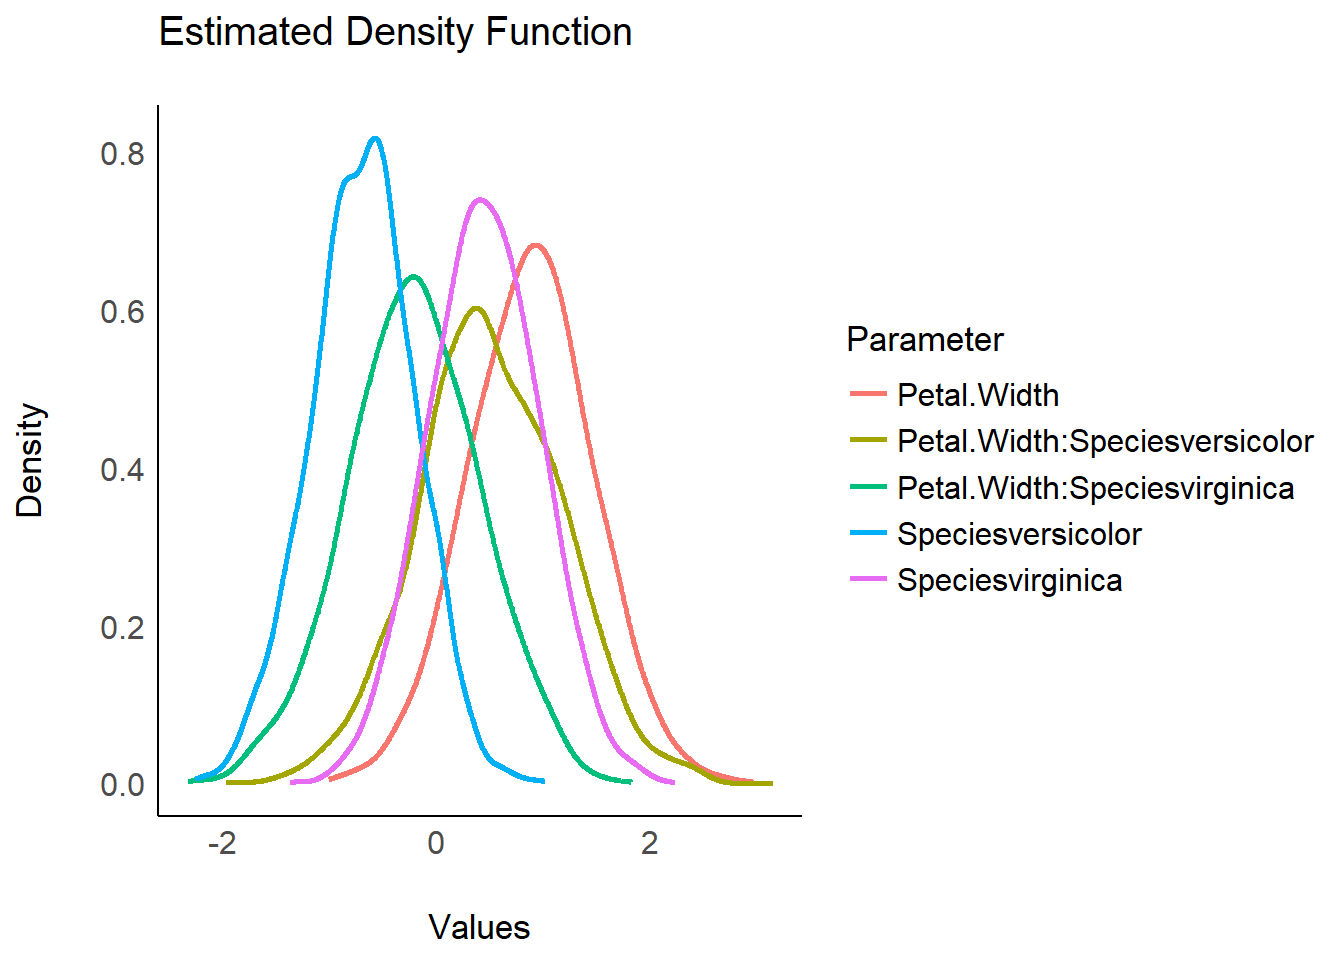 Estimated Density Function
0.8
0.6
0.4
0.2
0.0
Density
-2 0 2
Values
Parameter
Petal.Width
Petal.Width:Speciesversicolor
Petal.Width:Speciesvirginica
Speciesversicolor
Speciesvirginica